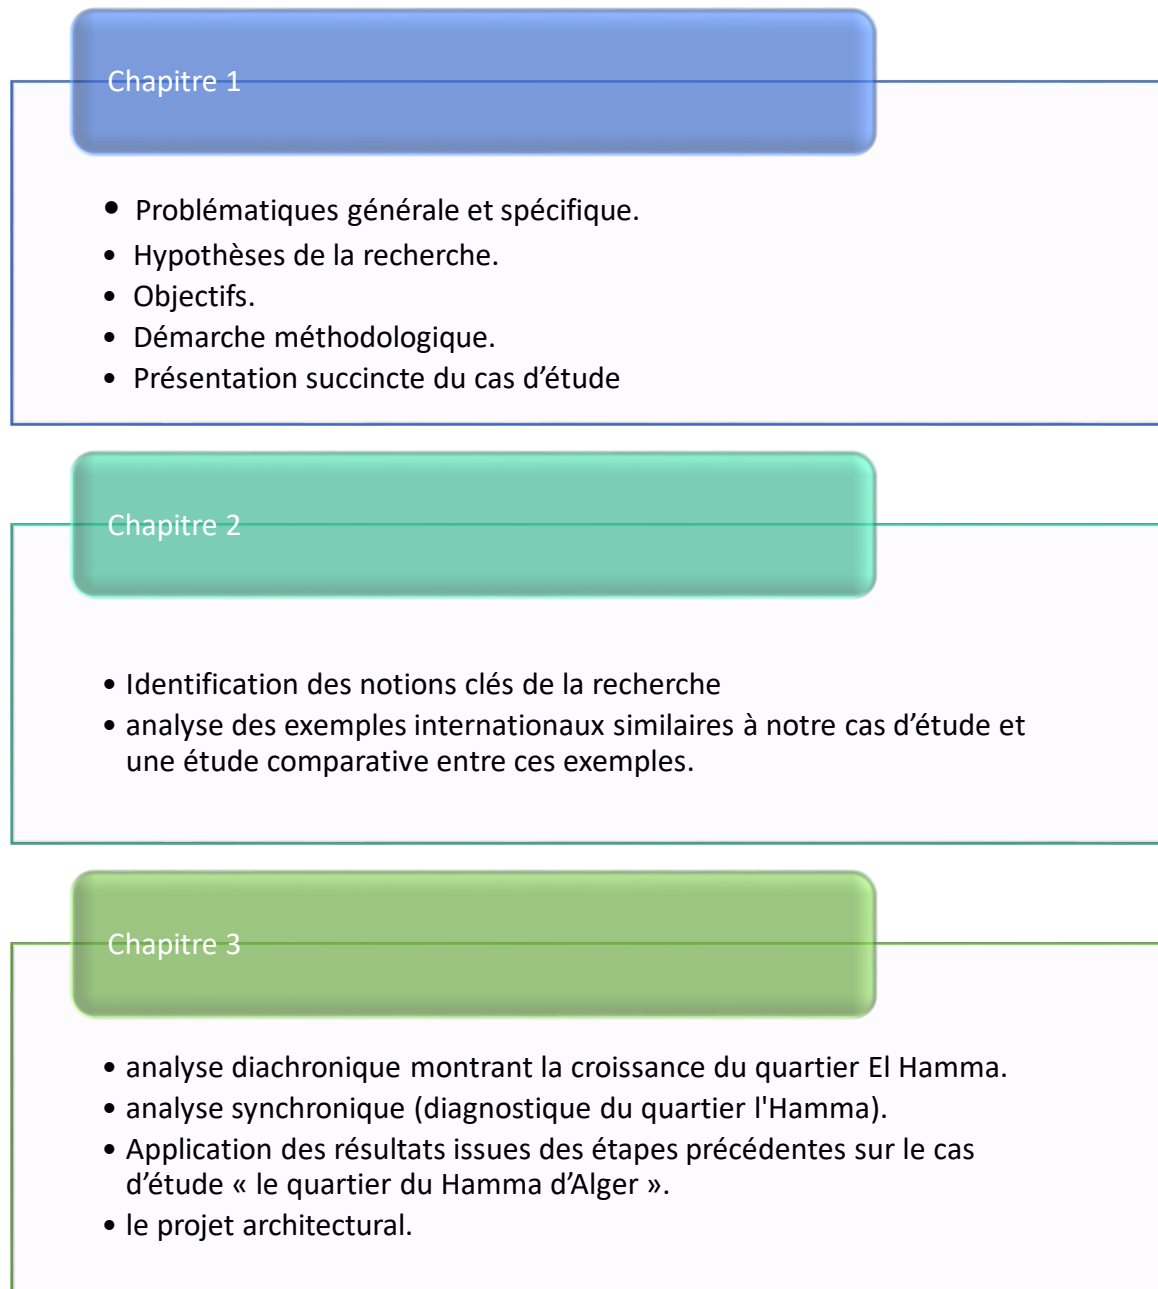 Chapitre 1
• Problématiques générale et spécifique.
• Hypothèses de la recherche.
• Objectifs.
• Démarche méthodologique.
• Présentation succincte du cas d’étude
Chapitre 2
• Identification des notions clés de la recherche
• analyse des exemples internationaux similaires à notre cas d’étude et
une étude comparative entre ces exemples.
Chapitre 3
• analyse diachronique montrant la croissance du quartier El Hamma.
• analyse synchronique (diagnostique du quartier l'Hamma).
• Application des résultats issues des étapes précédentes sur le cas
d’étude « le quartier du Hamma d’Alger ».
• le projet architectural.